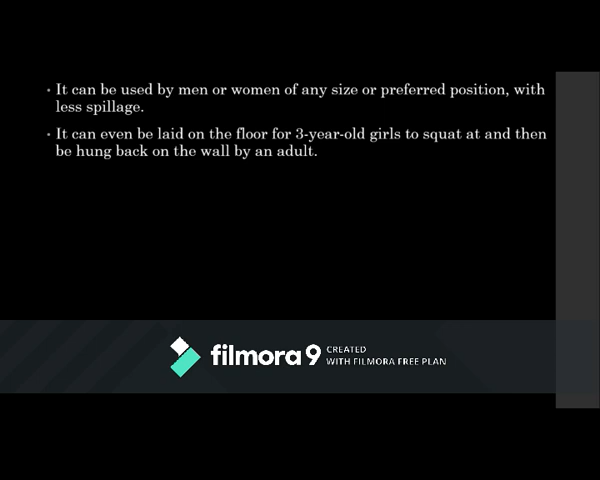 ▪ It can be used by men or women of any size or preferred position, with
less spillage.
▪ It can even be laid on the floor for 3-year-old girls to squat at and then
be hung back on the wall by an adult.
filmora9 CREATED
WITH FILMORA FREE PLAN